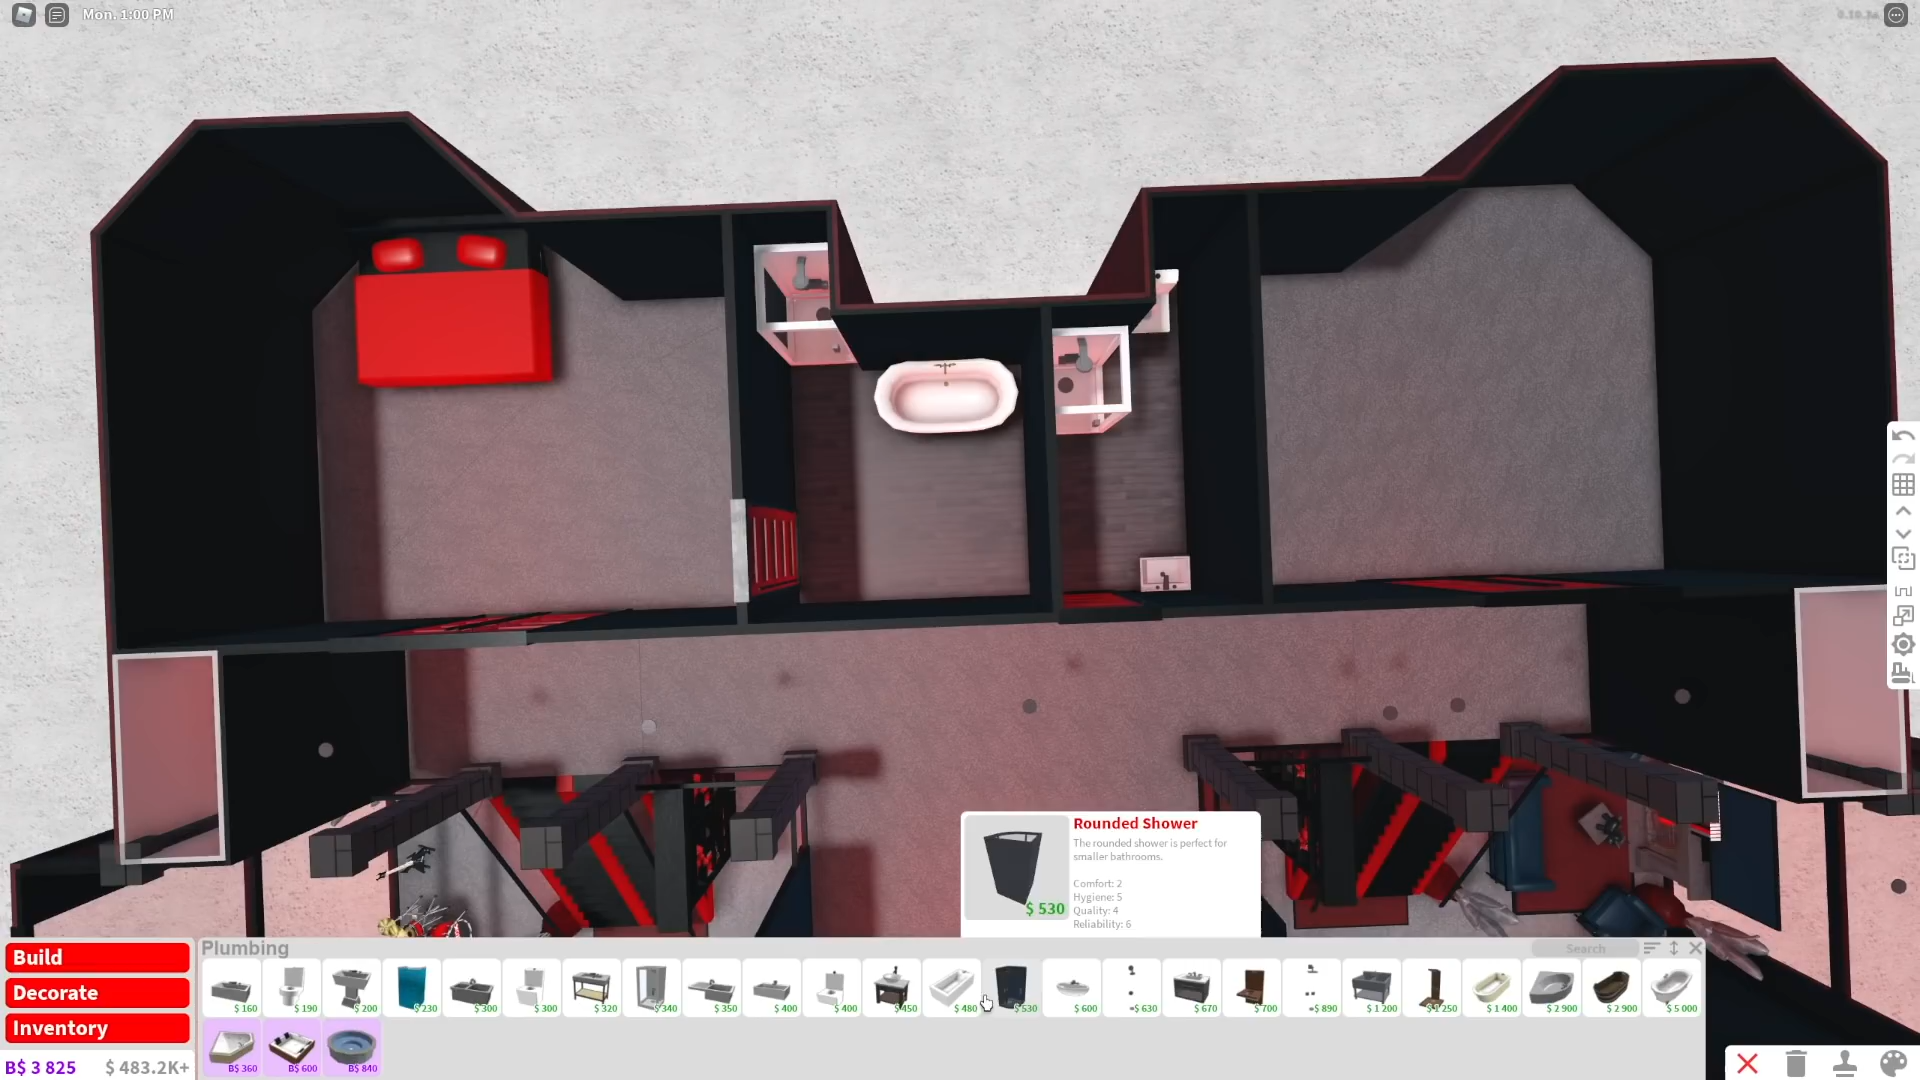 Mon. 1:00 PM
Rounded Shower
The rounded shower is perfect for
smaller bathrooms.
Comfort: 2
Hygiene: 5
Quality: 4
Reliability: 6
$ 530
Build
Decorate
Inventory
B$ 3 825 $ 483.2K+
Plumbing
Search
$ 160 $ 190 $ 200 $ 230 $ 300 $ 300 $ 320 $ 340 $ 350 $ 400 $ 400 $ 450 $ 480 $ 530 $ 600 $ 630 $ 670 $ 700 $ 890 $ 1 200 $ 1 250 $ 1 400 $ 2 900 $ 2 900 $ 5 000
B$ 360 B$ 600 B$ 840